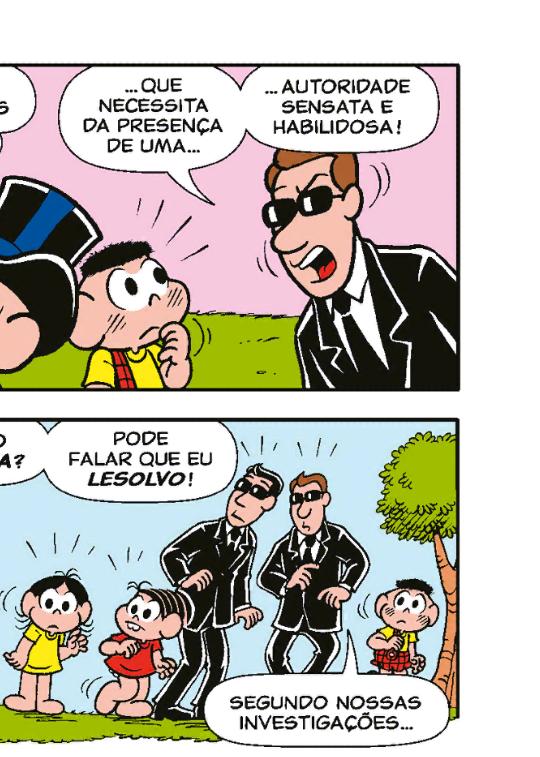 ...QUE
NECESSITA
DA PRESENÇA
DE UMA...
...AUTORIDADE
SENSATA E
HABILIDOSA!
PODE
FALAR QUE EU
LESOLVO!
SEGUNDO NOSSAS
INVESTIGAÇÕES...